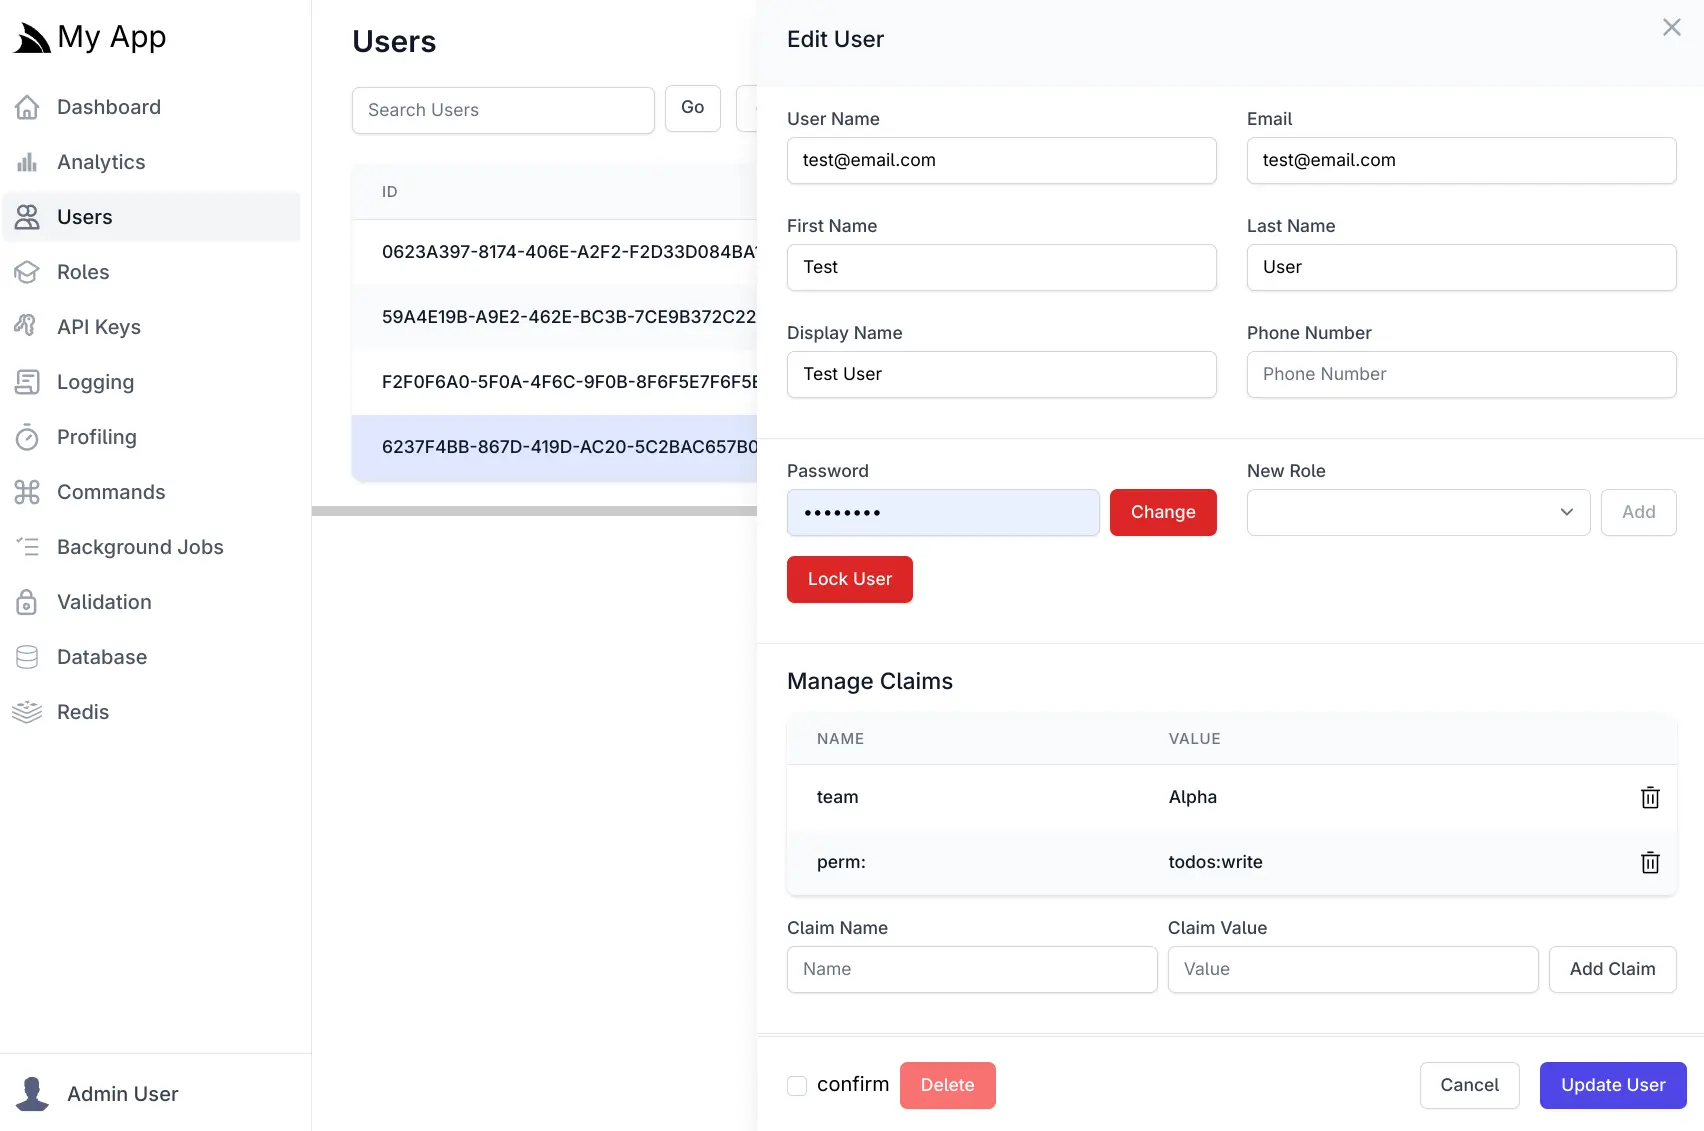 My App
Dashboard
Analytics
Users
Roles
API Keys
Logging
Profiling
Commands
Background Jobs
Validation
Database
Redis
Admin User
Users
Search Users
Go
ID
0623A397-8174-406E-A2F2-F2D33D084BA
59A4E19B-A9E2-462E-BC3B-7CE9B372C22
F2F0F6A0-5F0A-4F6C-9F0B-8F6F5E7F6F5
6237F4BB-867D-419D-AC20-5C2BAC657B0
Edit User
User Name Email
test@email.com test@email.com
First Name Last Name
Test User
Display Name Phone Number
Test User Phone Number
Password New Role
•••••••• Change Add
Lock User
Manage Claims
NAME VALUE
team Alpha
perm: todos:write
Claim Name Claim Value
Name Value Add Claim
confirm Delete Cancel Update User